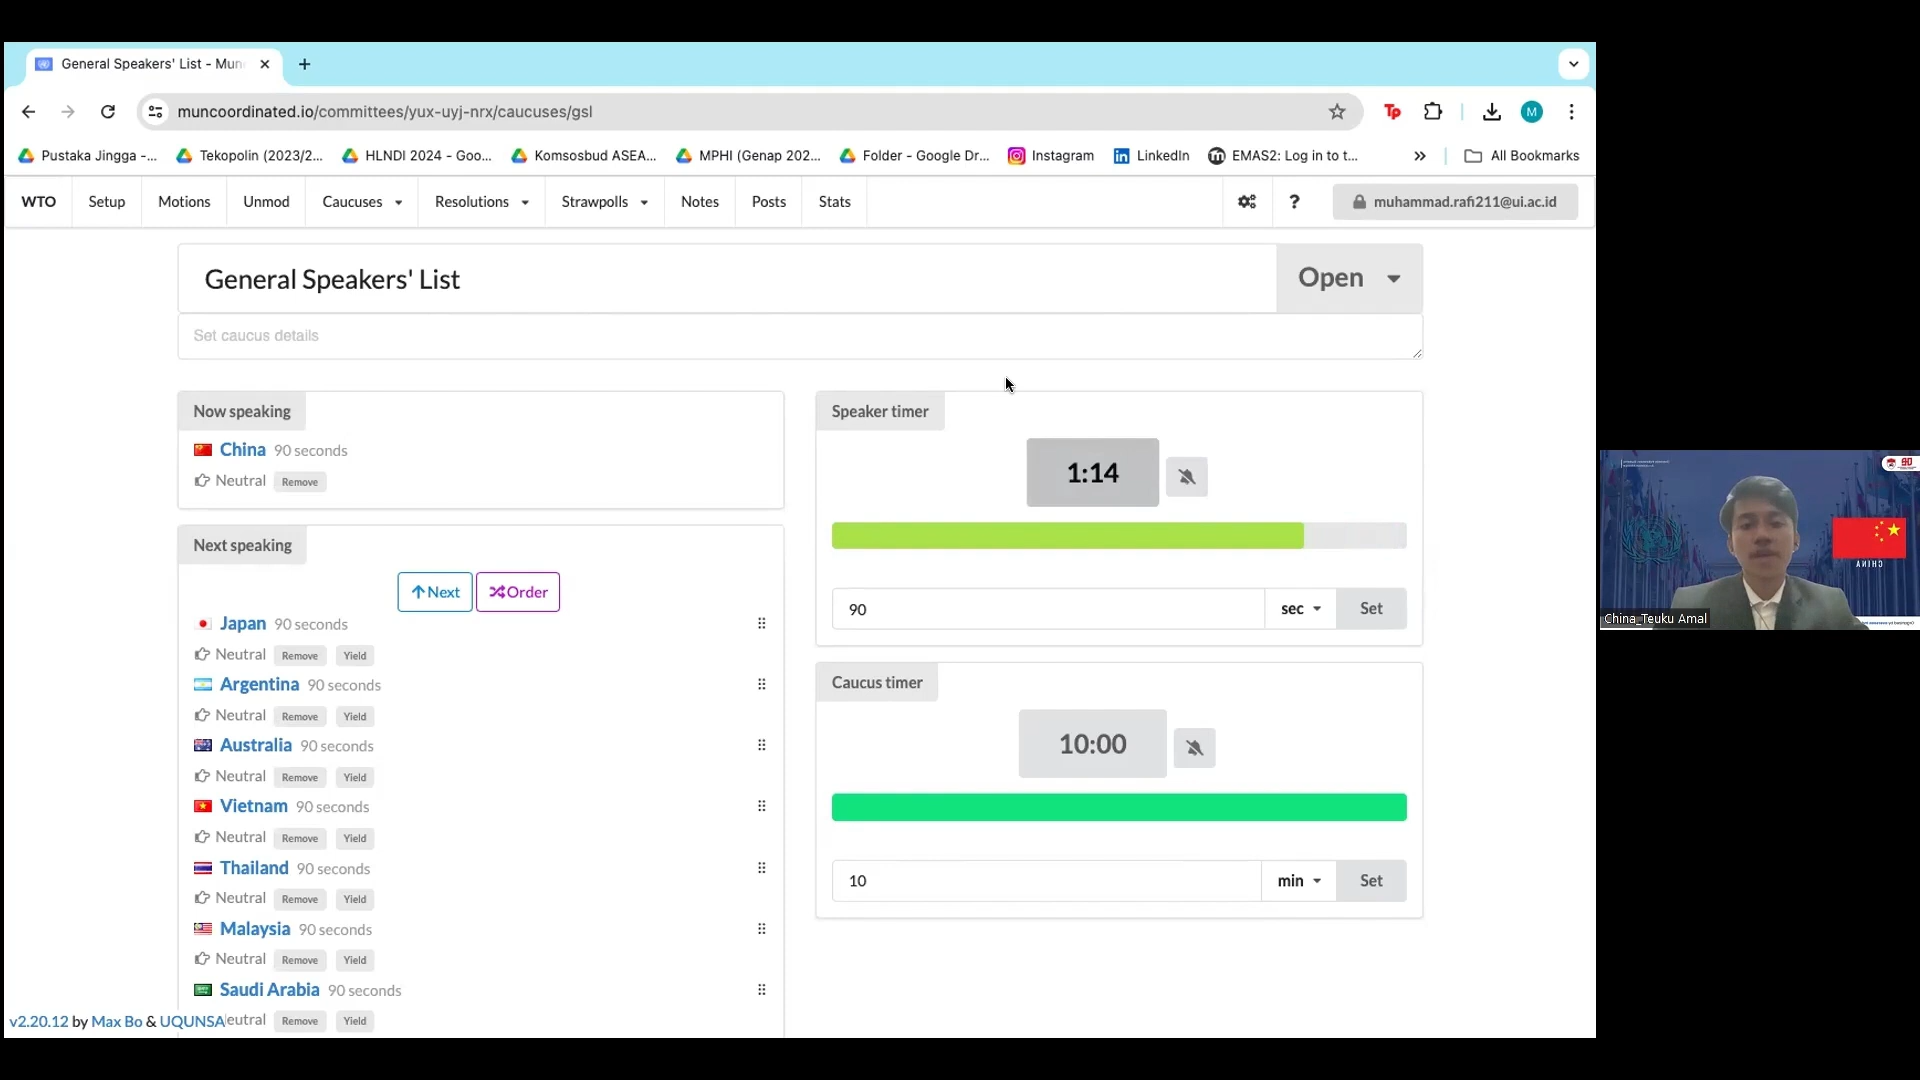 General Speakers' List - Mun
muncoordinated.io/committees/yux-uyj-nrx/caucuses/gsl
Tp
M
Pustaka Jingga -...
Tekopolin (2023/2...
HLNDI 2024 - Goo...
Komsosbud ASEA...
MPHI (Genap 202...
Folder - Google Dr...
Instagram
LinkedIn
EMAS2: Log in to t...
All Bookmarks
WTO
Setup
Motions
Unmod
Caucuses
Resolutions
Strawpolls
Notes
Posts
Stats
?
muhammad.rafi211@ui.ac.id
General Speakers' List
Open
Set caucus details
Now speaking
China 90 seconds
Neutral Remove
Next speaking
Next Order
Japan 90 seconds
Neutral Remove Yield
Argentina 90 seconds
Neutral Remove Yield
Australia 90 seconds
Neutral Remove Yield
Vietnam 90 seconds
Neutral Remove Yield
Thailand 90 seconds
Neutral Remove Yield
Malaysia 90 seconds
Neutral Remove Yield
Saudi Arabia 90 seconds
eutral Remove Yield
v2.20.12 by Max Bo & UQUNSA
Speaker timer
1:14
90 sec Set
Caucus timer
10:00
10 min Set
CHINA
China_Teuku Amal